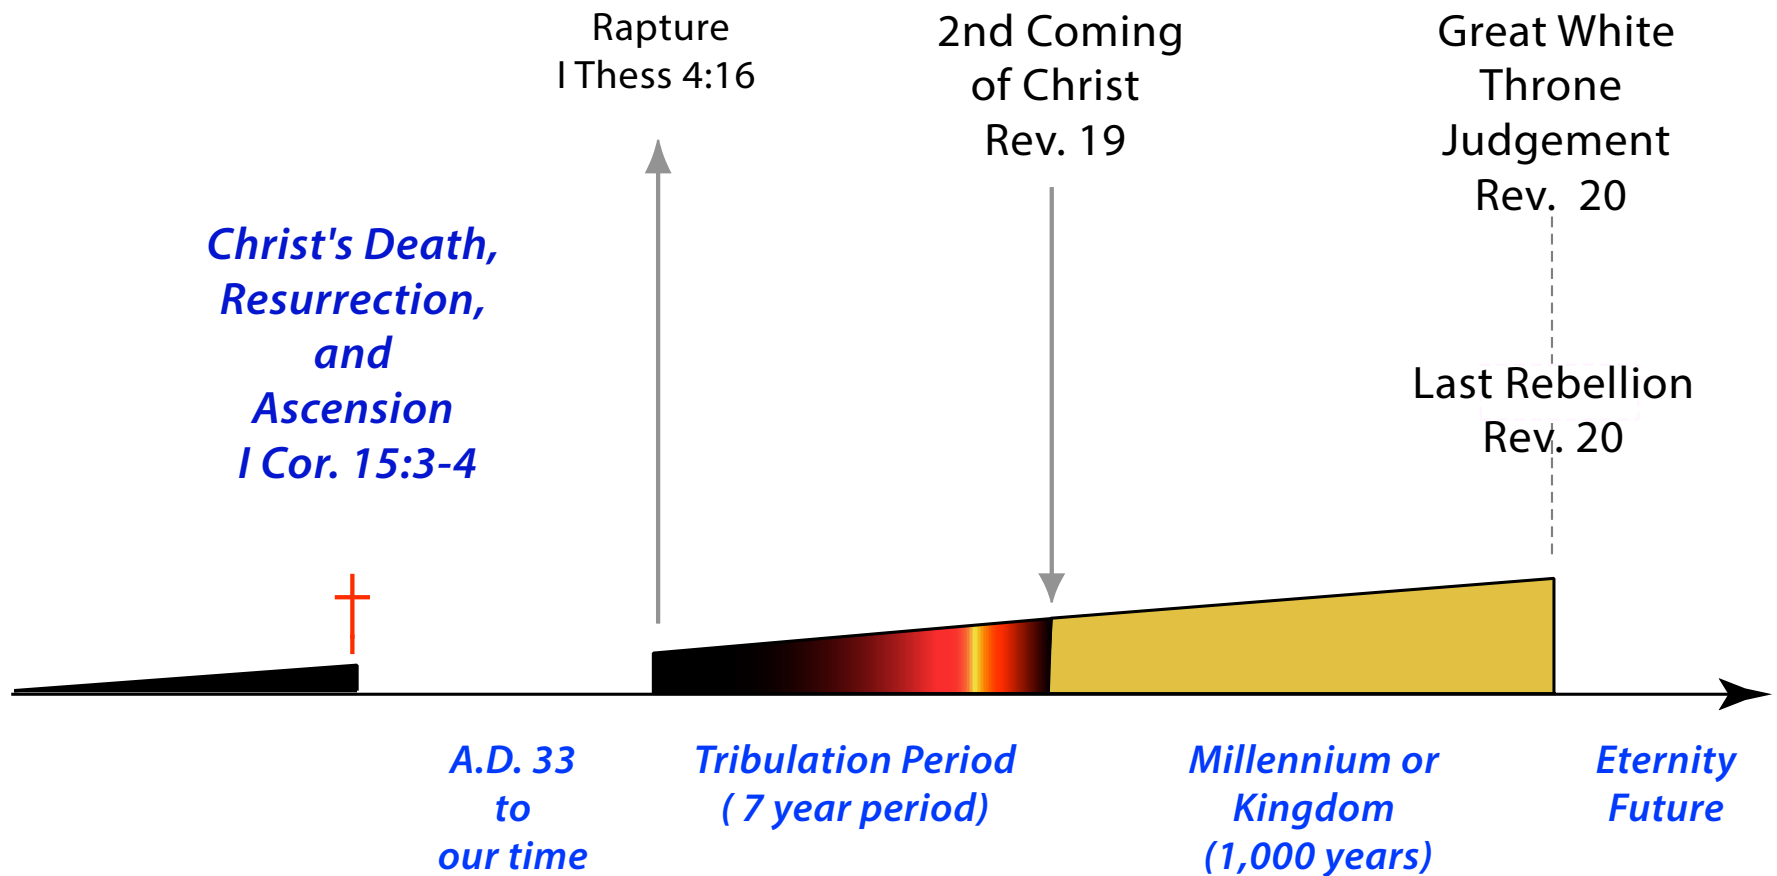 Rapture
I Thess 4:16
2nd Coming
of Christ
Rev. 19
Great White
Throne
Judgement
Rev. 20
Christ's Death,
Resurrection,
and
Ascension
I Cor. 15:3-4
Last Rebellion
Rev. 20
A.D. 33
to
our time
Tribulation Period
( 7 year period)
Millennium or
Kingdom
(1,000 years)
Eternity
Future